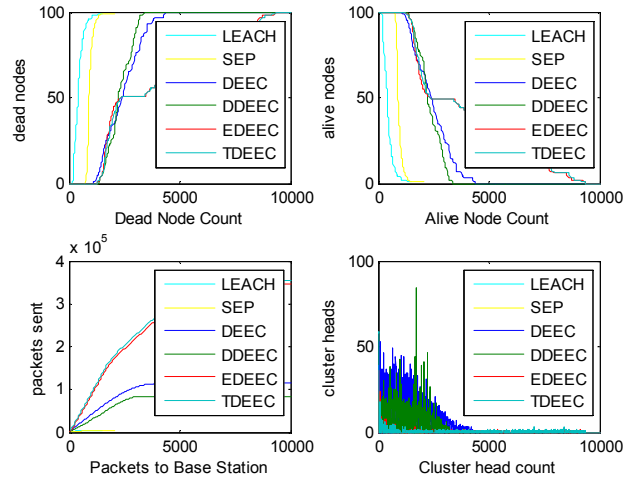 100
50
0
dead nodes
0
5000
10000
Dead Node Count
LEACH
SEP
DEEC
DDEEC
EDEEC
TDEEC
100
50
0
alive nodes
0
5000
10000
Alive Node Count
LEACH
SEP
DEEC
DDEEC
EDEEC
TDEEC
x 10^5
4
3
2
1
0
packets sent
0
5000
10000
Packets to Base Station
LEACH
SEP
DEEC
DDEEC
EDEEC
TDEEC
100
50
0
cluster heads
0
5000
10000
Cluster head count
LEACH
SEP
DEEC
DDEEC
EDEEC
TDEEC